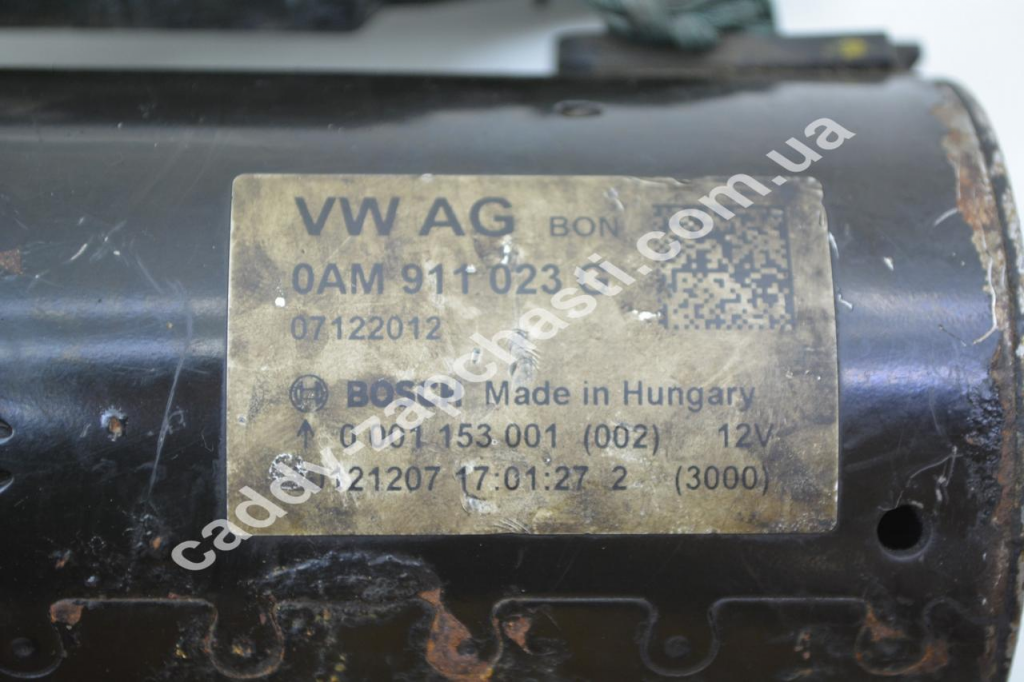 VW AG BON
0AM 911 023
07122012
BOSCH Made in Hungary
↑ 0 001 153 001 (002) 12V
121207 17:01:27 2 (3000)
caddy-zapchasti.com.ua